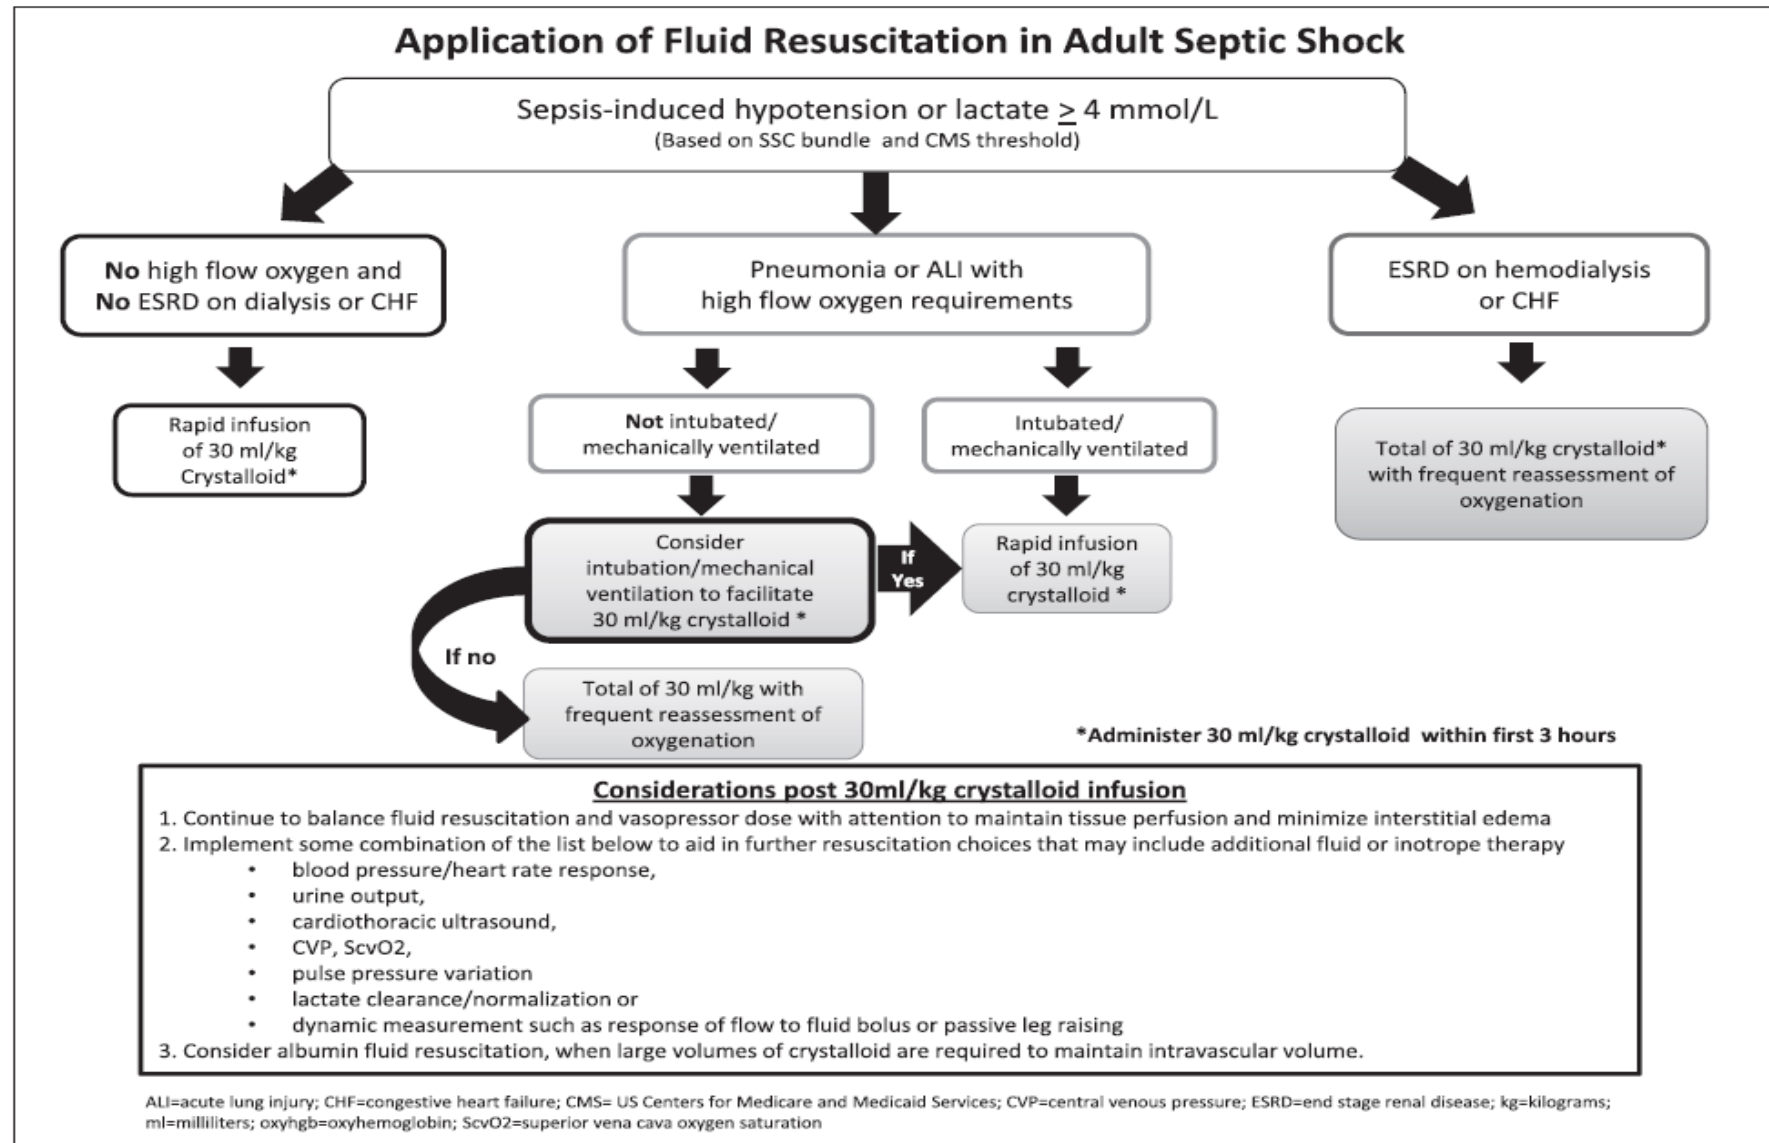 Application of Fluid Resuscitation in Adult Septic Shock
Sepsis-induced hypotension or lactate ≥ 4 mmol/L
(Based on SSC bundle and CMS threshold)
No high flow oxygen and
No ESRD on dialysis or CHF
Pneumonia or ALI with
high flow oxygen requirements
ESRD on hemodialysis
or CHF
Rapid infusion
of 30 ml/kg
Crystalloid*
Not intubated/
mechanically ventilated
Intubated/
mechanically ventilated
Total of 30 ml/kg crystalloid*
with frequent reassessment of
oxygenation
Consider
intubation/mechanical
ventilation to facilitate
30 ml/kg crystalloid *
If
Yes
Rapid infusion
of 30 ml/kg
crystalloid *
If no
Total of 30 ml/kg with
frequent reassessment of
oxygenation
*Administer 30 ml/kg crystalloid within first 3 hours
Considerations post 30ml/kg crystalloid infusion
1. Continue to balance fluid resuscitation and vasopressor dose with attention to maintain tissue perfusion and minimize interstitial edema
2. Implement some combination of the list below to aid in further resuscitation choices that may include additional fluid or inotrope therapy
• blood pressure/heart rate response,
• urine output,
• cardiothoracic ultrasound,
• CVP, ScvO2,
• pulse pressure variation
• lactate clearance/normalization or
• dynamic measurement such as response of flow to fluid bolus or passive leg raising
3. Consider albumin fluid resuscitation, when large volumes of crystalloid are required to maintain intravascular volume.
ALI=acute lung injury; CHF=congestive heart failure; CMS= US Centers for Medicare and Medicaid Services; CVP=central venous pressure; ESRD=end stage renal disease; kg=kilograms;
ml=milliliters; oxyhgb=oxyhemoglobin; ScvO2=superior vena cava oxygen saturation